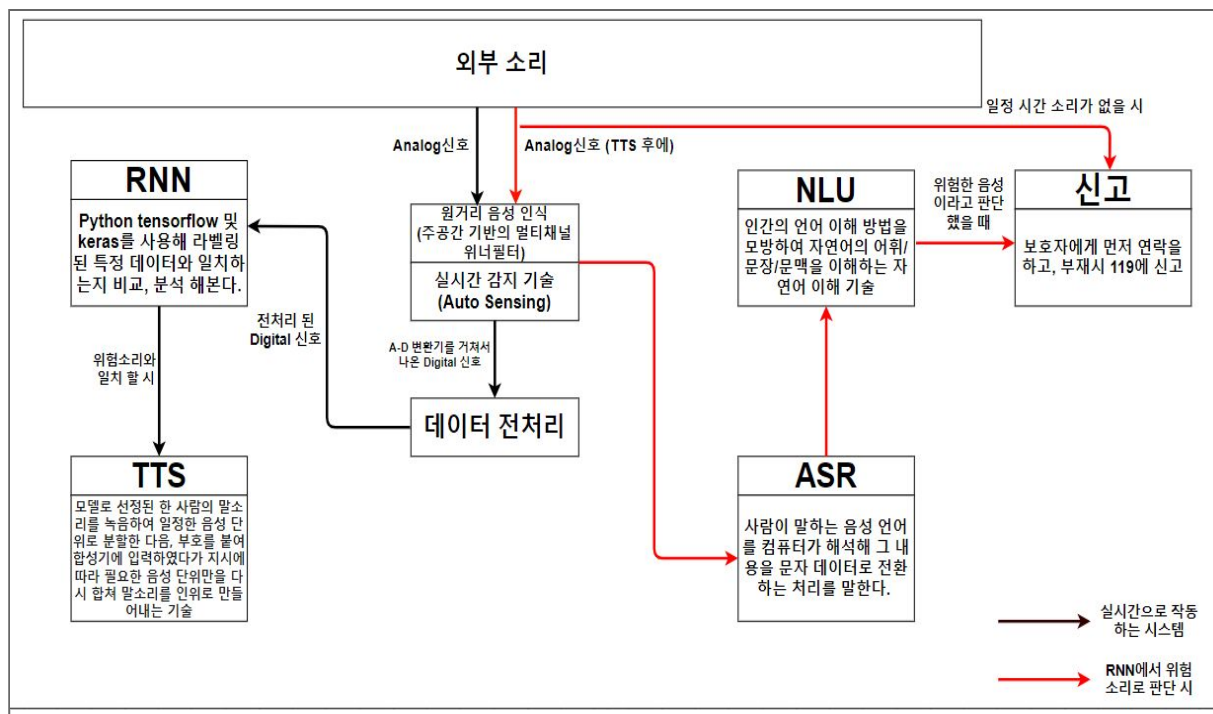 외부 소리
일정 시간 소리가 없을 시
Analog신호
Analog신호 (TTS 후에)
RNN
Python tensorflow 및
keras를 사용해 라벨링
된 특정 데이터와 일치하
는지 비교, 분석 해본다.
원거리 음성 인식
(주공간 기반의 멀티채널
위너필터)
실시간 감지 기술
(Auto Sensing)
NLU
인간의 언어 이해 방법을
모방하여 자연어의 어휘/
문장/문맥을 이해하는 자
연어 이해 기술
위험한 음성
이라고 판단
했을 때
신고
보호자에게 먼저 연락을
하고, 부재시 119에 신고
전처리 된
Digital 신호
A-D 변환기를 거쳐서
나온 Digital 신호
위험소리와
일치 할 시
데이터 전처리
TTS
모델로 선정된 한 사람의 말소
리를 녹음하여 일정한 음성 단
위로 분할한 다음, 부호를 붙여
합성기에 입력하였다가 지시에
따라 필요한 음성 단위만을 다
시 합쳐 말소리를 인위로 만들
어내는 기술
ASR
사람이 말하는 음성 언어
를 컴퓨터가 해석해 그 내
용을 문자 데이터로 전환
하는 처리를 말한다.
실시간으로 작동
하는 시스템
RNN에서 위험
소리로 판단 시